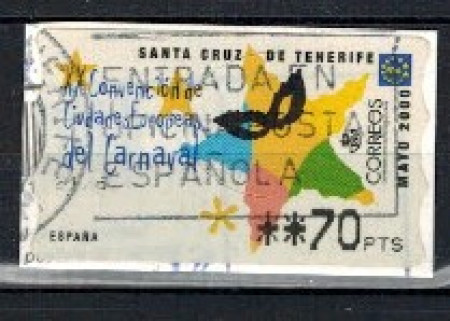 SANTA CRUZ DE TENERIFE
Convención de
Ciudades Europeas
del Carnaval
ENTRADA EN
ESPAÑOLA
CORREOS
MAYO 2000
**70 PTS
ESPAÑA